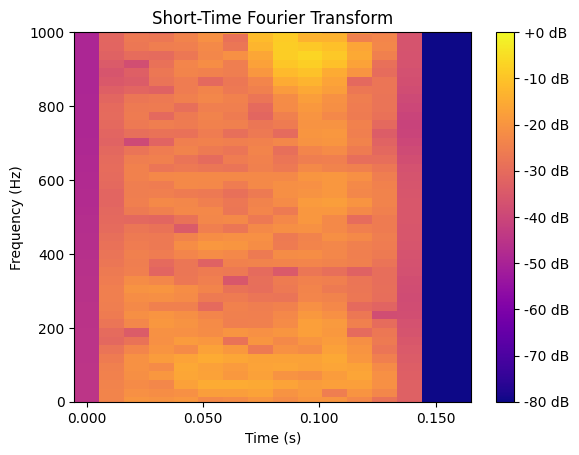 Short-Time Fourier Transform
1000
800
600
400
200
0
Frequency (Hz)
0.000
0.050
0.100
0.150
Time (s)
+0 dB
-10 dB
-20 dB
-30 dB
-40 dB
-50 dB
-60 dB
-70 dB
-80 dB